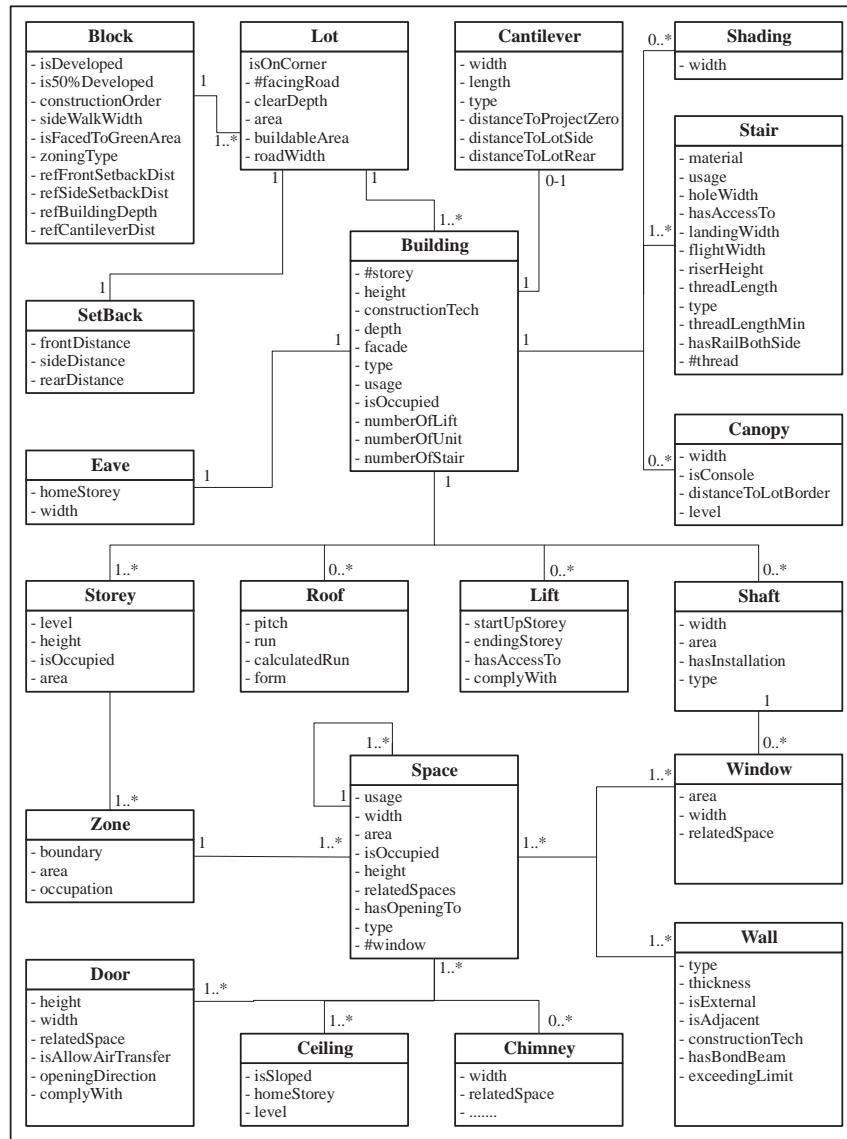 Block
- isDeveloped
- is50%Developed
- constructionOrder
- sideWalkWidth
- isFacedToGreenArea
- zoningType
- refFrontSetbackDist
- refSideSetbackDist
- refBuildingDepth
- refCantileverDist
1
1..*
Lot
isOnCorner
- #facingRoad
- clearDepth
- area
- buildableArea
- roadWidth
1
1
Cantilever
- width
- length
- type
- distanceToProjectZero
- distanceToLotSide
- distanceToLotRear
0-1
0..*
Shading
- width
Stair
- material
- usage
- holeWidth
- hasAccessTo
- landingWidth
- flightWidth
- riserHeight
- threadLength
- type
- threadLengthMin
- hasRailBothSide
- #thread
1..*
1..*
Building
- #storey
- height
- constructionTech
- depth
- facade
- type
- usage
- isOccupied
- numberOfLift
- numberOfUnit
- numberOfStair
1
1
1
1
1
SetBack
- frontDistance
- sideDistance
- rearDistance
Eave
- homeStorey
- width
1
Canopy
- width
- isConsole
- distanceToLotBorder
- level
0..*
1..*
0..*
0..*
0..*
Storey
- level
- height
- isOccupied
- area
Roof
- pitch
- run
- calculatedRun
- form
Lift
- startUpStorey
- endingStorey
- hasAccessTo
- complyWith
Shaft
- width
- area
- hasInstallation
- type
1
0..*
1..*
1
Space
- usage
- width
- area
- isOccupied
- height
- relatedSpaces
- hasOpeningTo
- type
- #window
1..*
Zone
- boundary
- area
- occupation
1
1..*
1..*
1..*
Window
- area
- width
- relatedSpace
1..*
Wall
- type
- thickness
- isExternal
- isAdjacent
- constructionTech
- hasBondBeam
- exceedingLimit
1..*
Door
- height
- width
- relatedSpace
- isAllowAirTransfer
- openingDirection
- complyWith
1..*
1..*
0..*
Ceiling
- isSloped
- homeStorey
- level
Chimney
- width
- relatedSpace
- .......